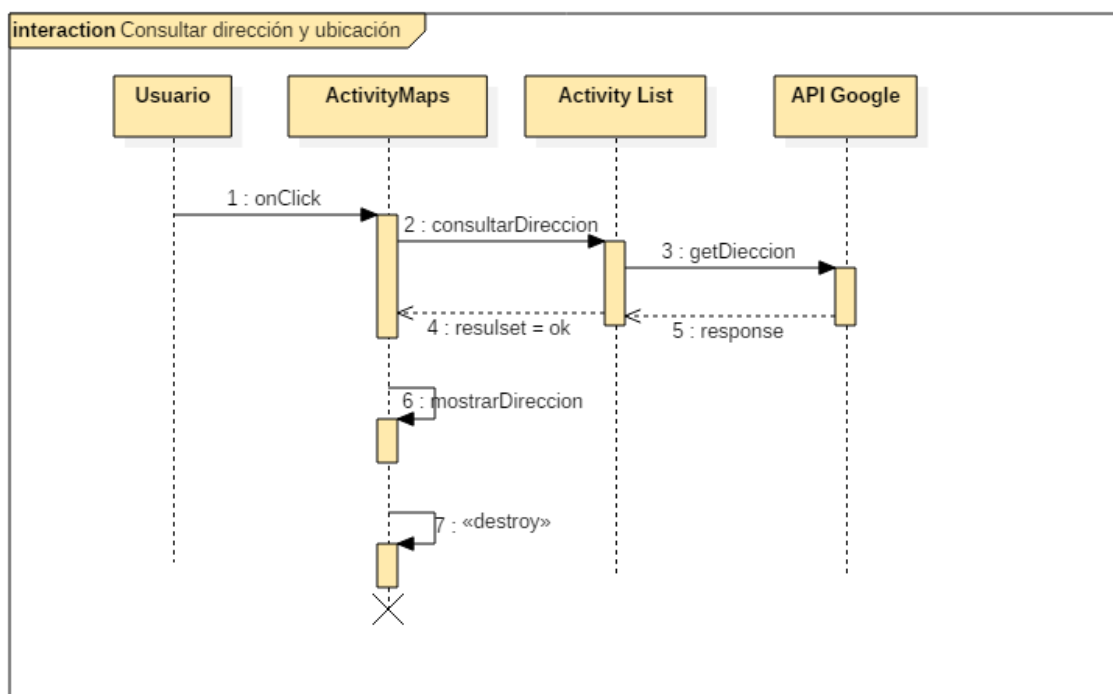 interaction Consultar dirección y ubicación
Usuario
ActivityMaps
Activity List
API Google
1 : onClick
2 : consultarDireccion
3 : getDieccion
4 : resulset = ok
5 : response
6 : mostrarDireccion
7 : «destroy»